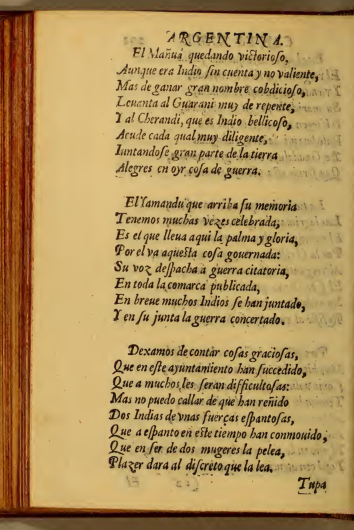 ARGENTINA.
El Mañuá quedando victorioſo,
Aunque era Indio ſin cuenta y no valiente,
Mas de ganar gran nombre cobdicioſo,
Leuanta al Guarani muy de repente,
Y al Cherandi, que es Indio bellicoſo,
Acude cada qual muy diligente,
Iuntandoſe gran parte de la tierra
Alegres en oyr coſa de guerra.
El Yamandu que arriba ſu memoria
Tenemos muchas vezes celebrada,
Es el que lleua aqui la palma y gloria,
Por el va aqueſta coſa gouernada:
Su voz deſpacha a guerra citatoria,
En toda la comarca publicada,
En breue muchos Indios ſe han juntado,
Y en ſu junta la guerra concertado.
Dexamos de contar coſas gracioſas,
Que en eſte ayuntamiento han ſuccedido,
Que a muchos les ſeran difficultoſas:
Mas no puedo callar de que han reñido
Dos Indias de vnas fuerças eſpantoſas,
Que a eſpanto en eſte tiempo han conmouido,
Que en ſer de dos mugeres la pelea,
Plazer dara al diſcreto que la lea.
Tupa